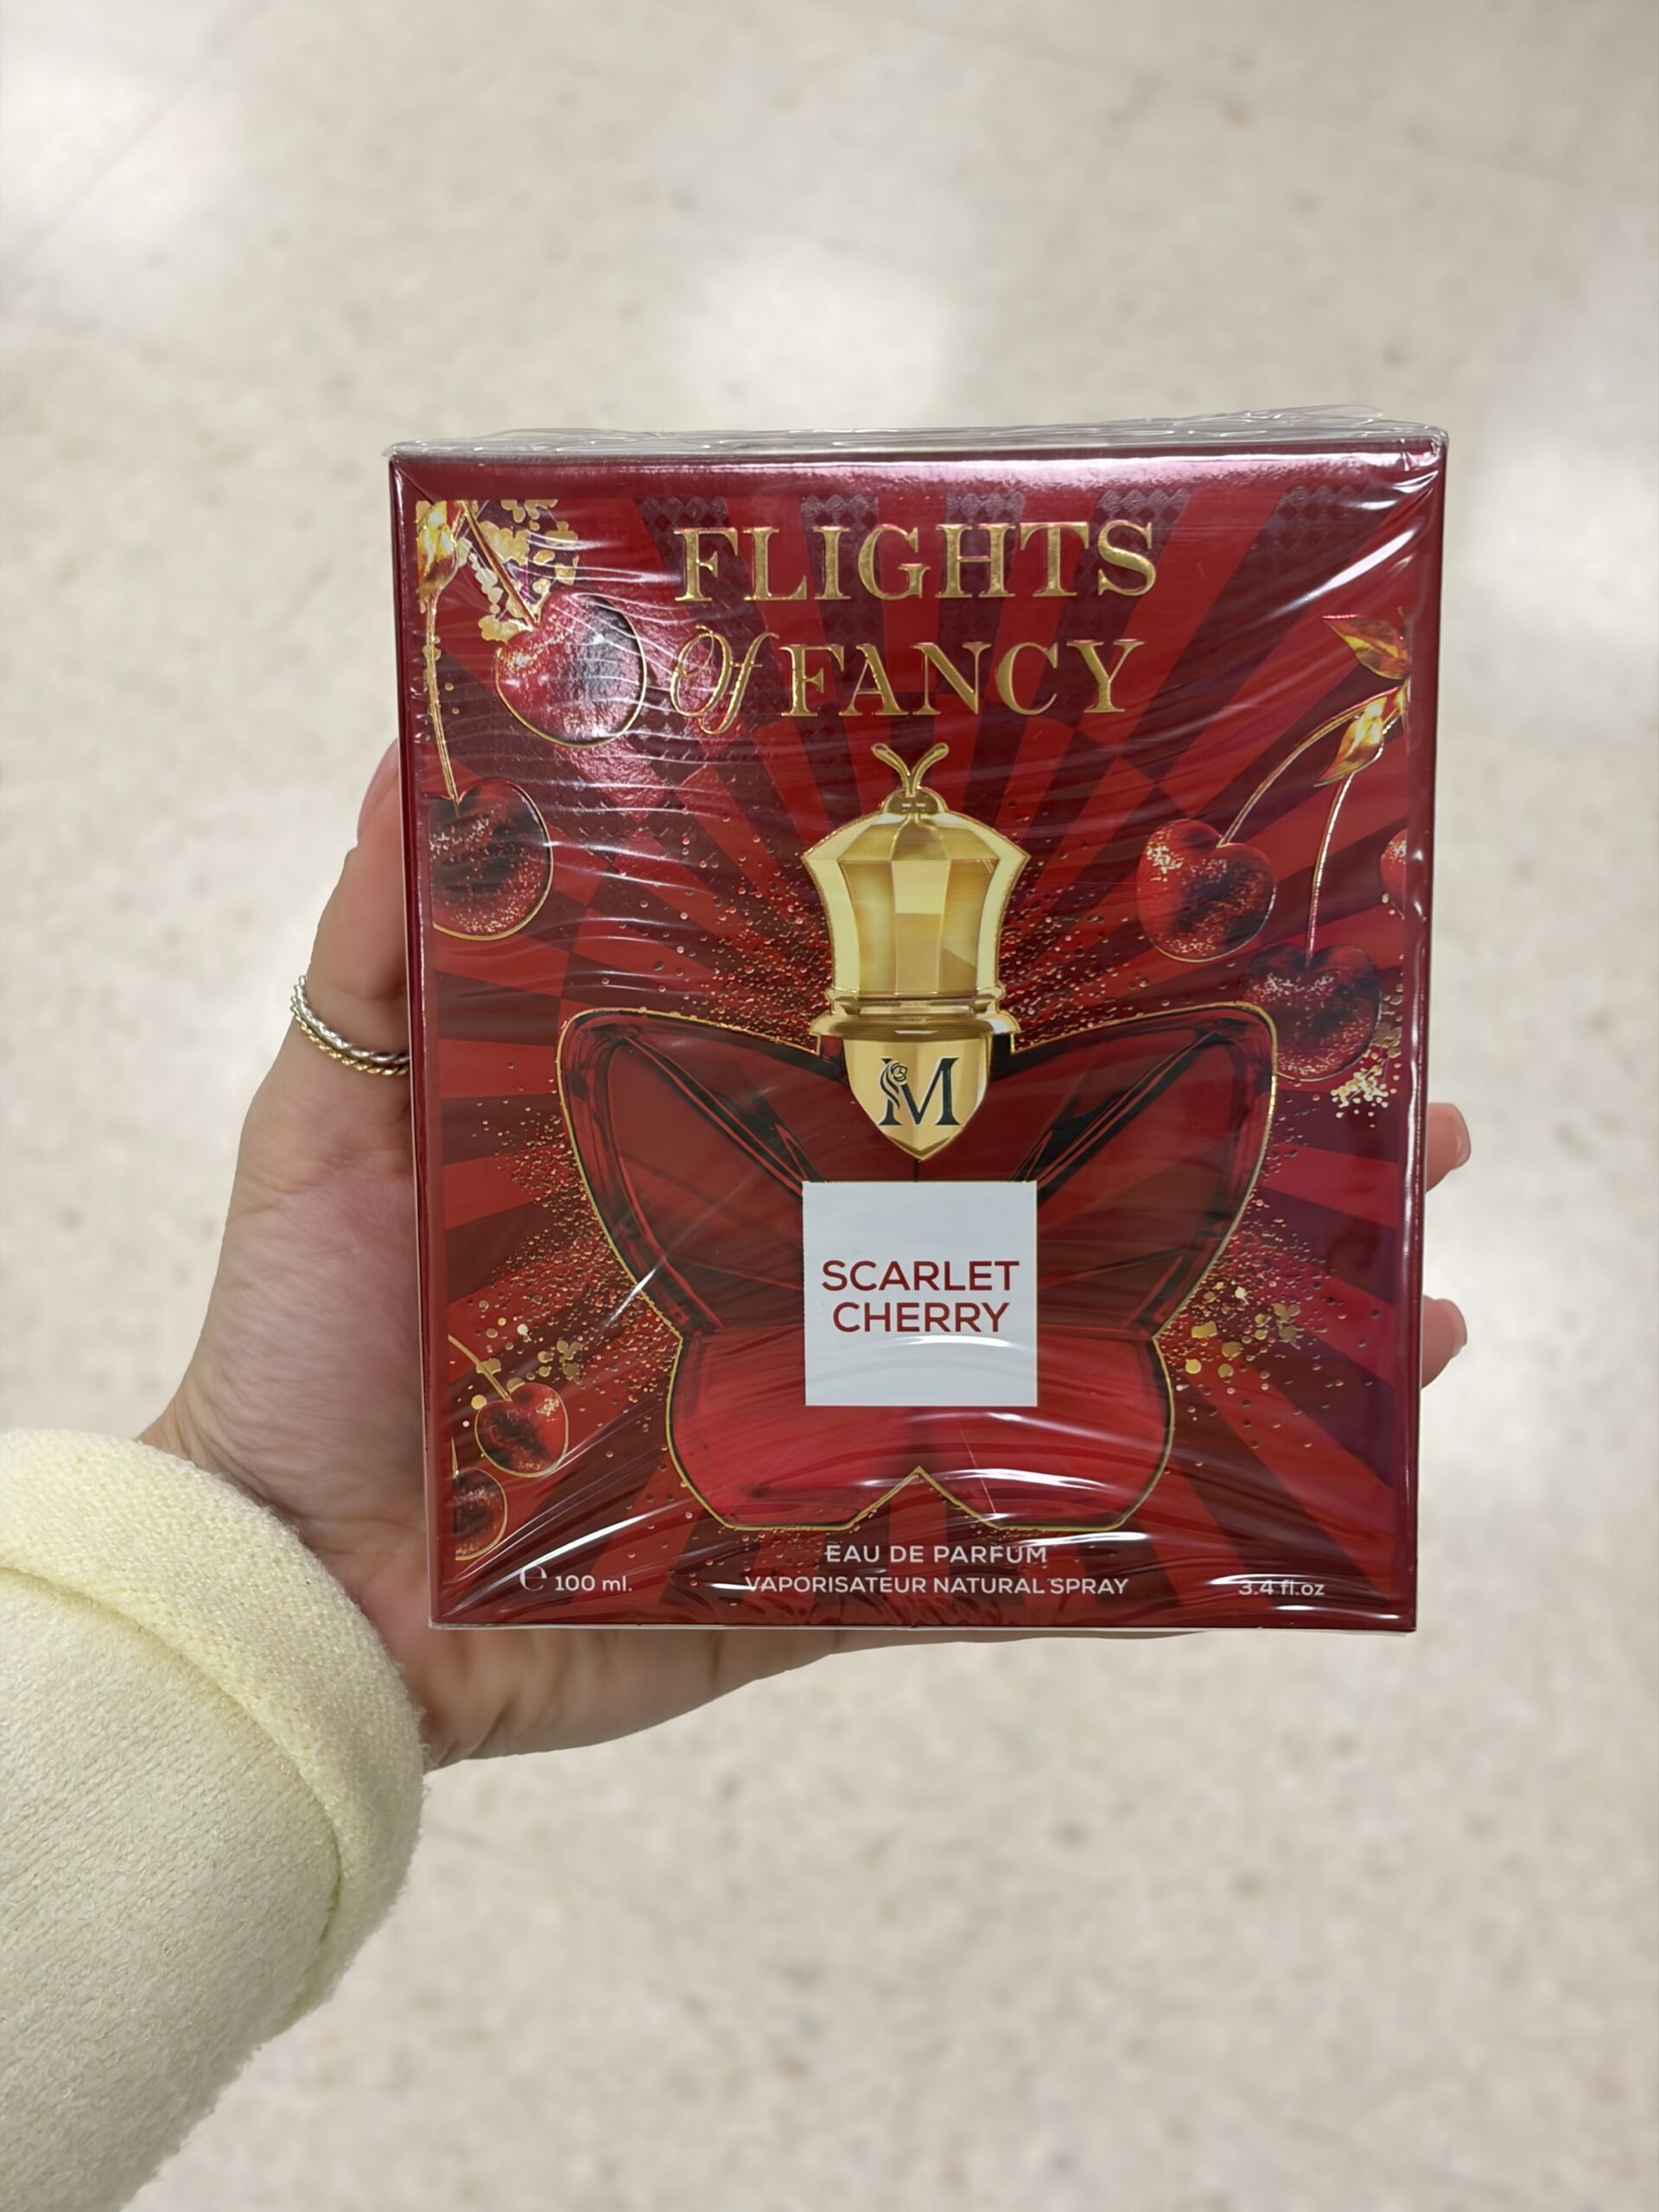 FLIGHTS
Of FANCY
M
SCARLET
CHERRY
EAU DE PARFUM
℮ 100 ml.
VAPORISATEUR NATURAL SPRAY
3.4 fl.oz